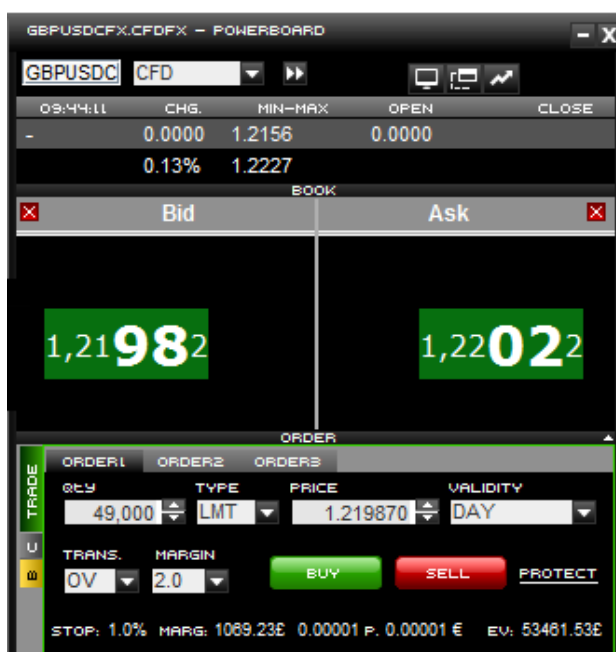 GBPUSDCFX.CFDFX – POWERBOARD
GBPUSDC CFD
09:44:11 CHG. MIN-MAX OPEN CLOSE
- 0.0000 1.2156 0.0000
0.13% 1.2227
BOOK
Bid Ask
1,21982 1,22022
ORDER
TRADE
ORDER1 ORDER2 ORDER3
QTY TYPE PRICE VALIDITY
49,000 LMT 1.219870 DAY
U
TRANS. MARGIN
B
OV 2.0 BUY SELL PROTECT
STOP: 1.0% MARG: 1069.23£ 0.00001 P. 0.00001 € EV: 53461.53£